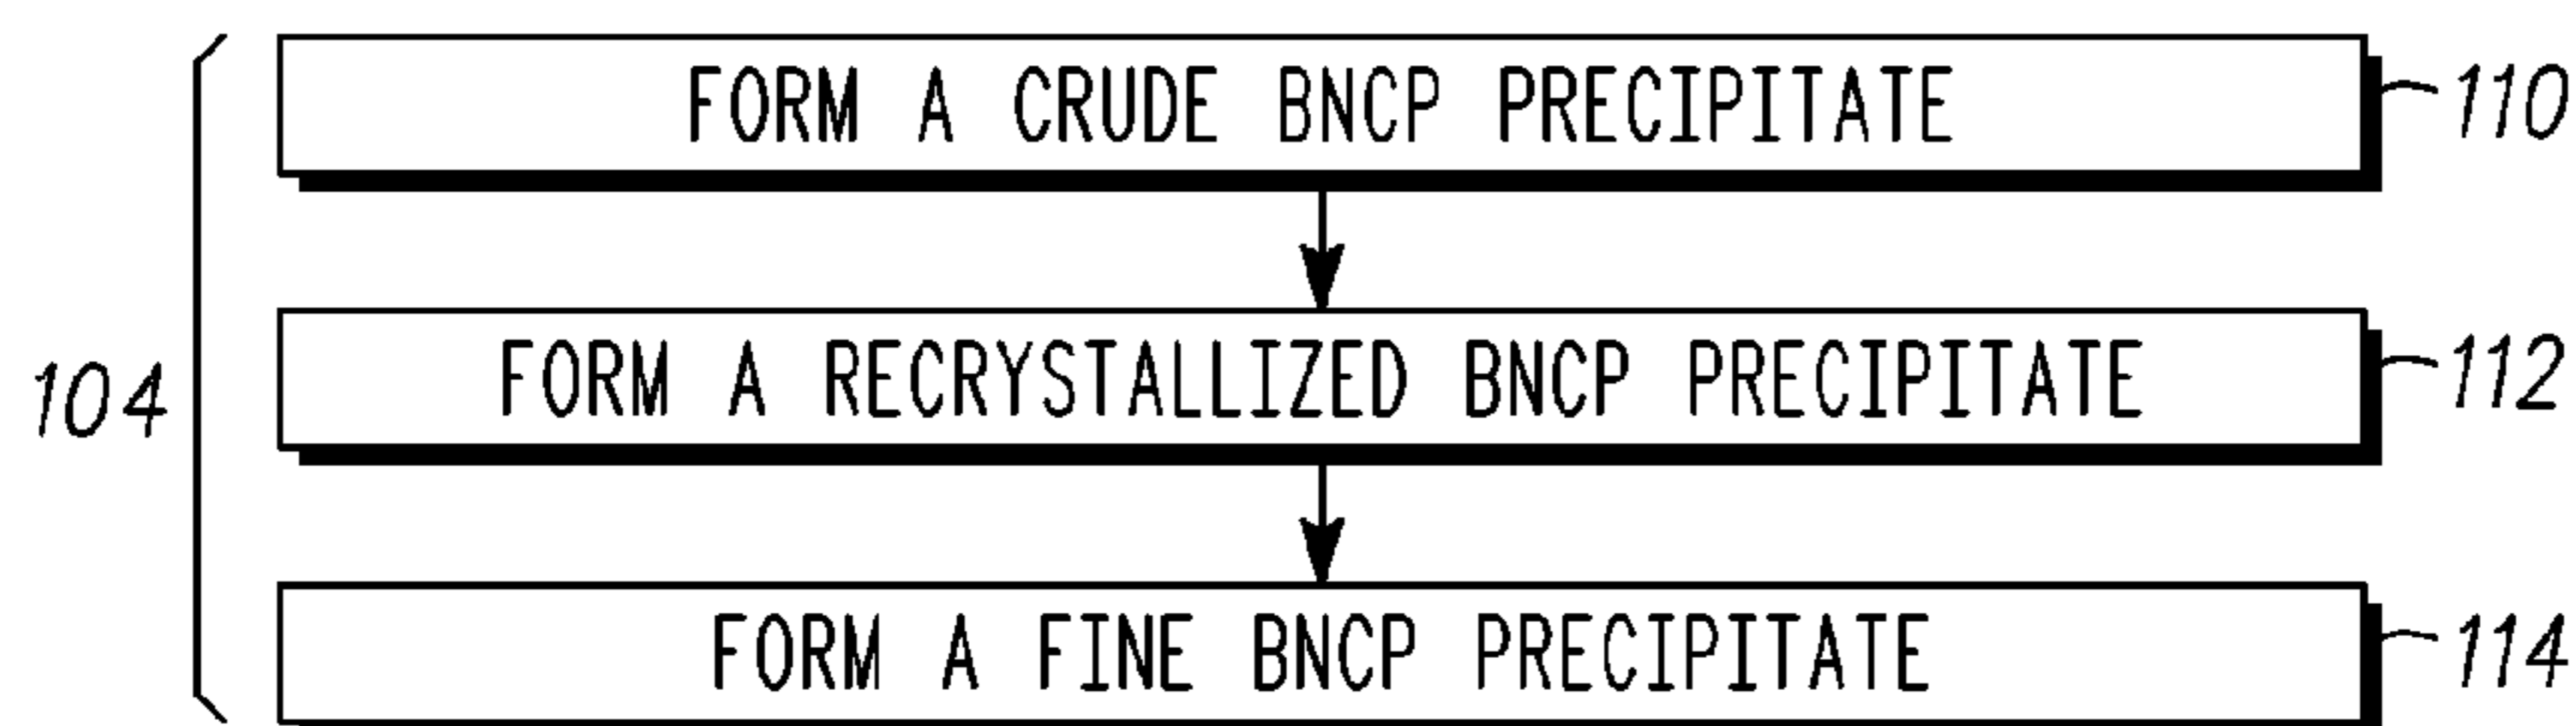 FORM A CRUDE BNCP PRECIPITATE
110
104
FORM A RECRYSTALLIZED BNCP PRECIPITATE
112
FORM A FINE BNCP PRECIPITATE
114